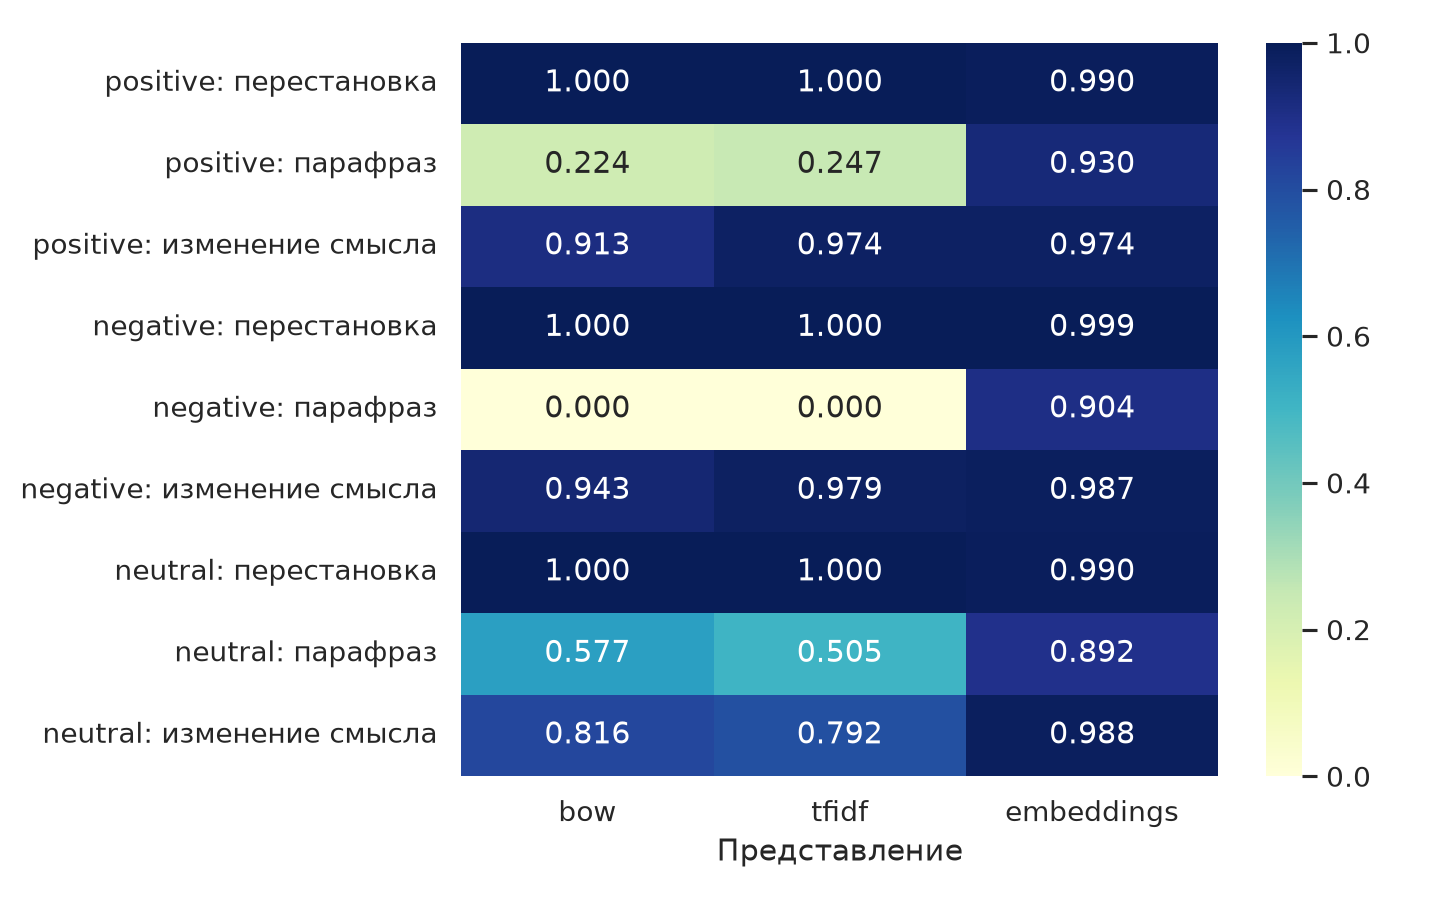 positive: перестановка 1.000 1.000 0.990
positive: парафраз 0.224 0.247 0.930
positive: изменение смысла 0.913 0.974 0.974
negative: перестановка 1.000 1.000 0.999
negative: парафраз 0.000 0.000 0.904
negative: изменение смысла 0.943 0.979 0.987
neutral: перестановка 1.000 1.000 0.990
neutral: парафраз 0.577 0.505 0.892
neutral: изменение смысла 0.816 0.792 0.988
bow tfidf embeddings
Представление
1.0
0.8
0.6
0.4
0.2
0.0